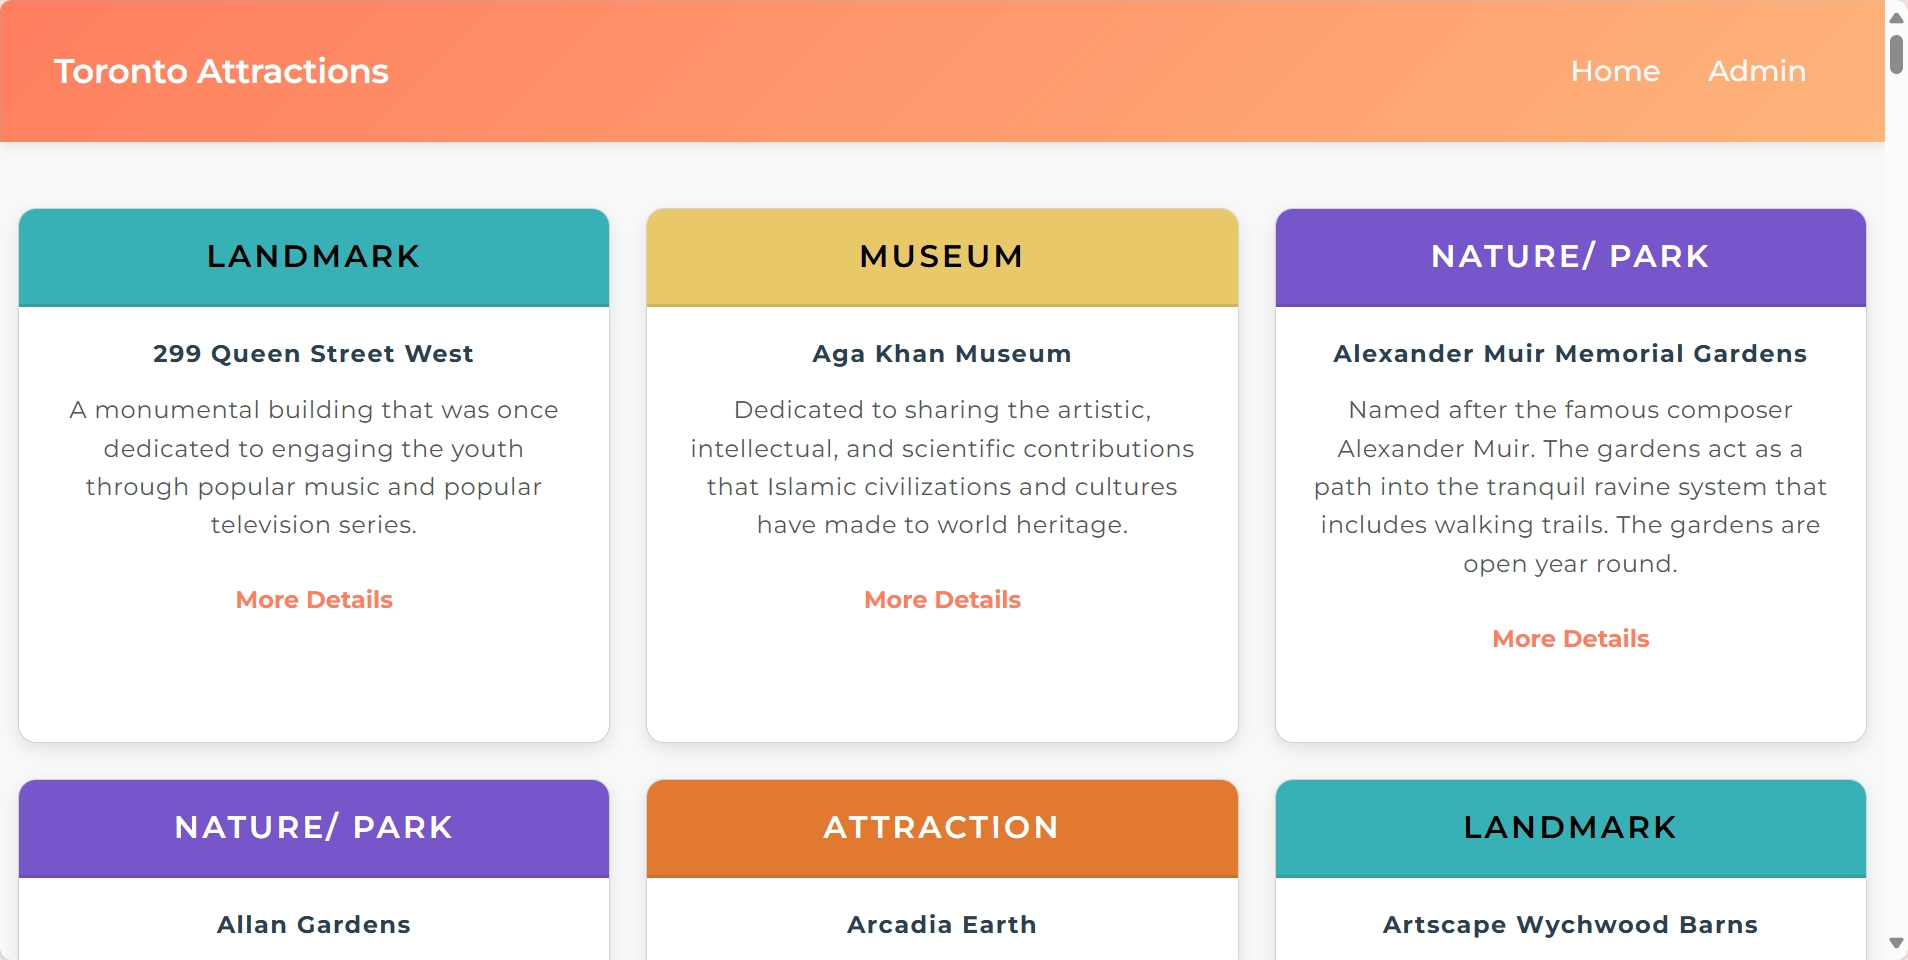 Toronto Attractions
Home Admin
LANDMARK
299 Queen Street West
A monumental building that was once
dedicated to engaging the youth
through popular music and popular
television series.
More Details
MUSEUM
Aga Khan Museum
Dedicated to sharing the artistic,
intellectual, and scientific contributions
that Islamic civilizations and cultures
have made to world heritage.
More Details
NATURE/ PARK
Alexander Muir Memorial Gardens
Named after the famous composer
Alexander Muir. The gardens act as a
path into the tranquil ravine system that
includes walking trails. The gardens are
open year round.
More Details
NATURE/ PARK
Allan Gardens
ATTRACTION
Arcadia Earth
LANDMARK
Artscape Wychwood Barns